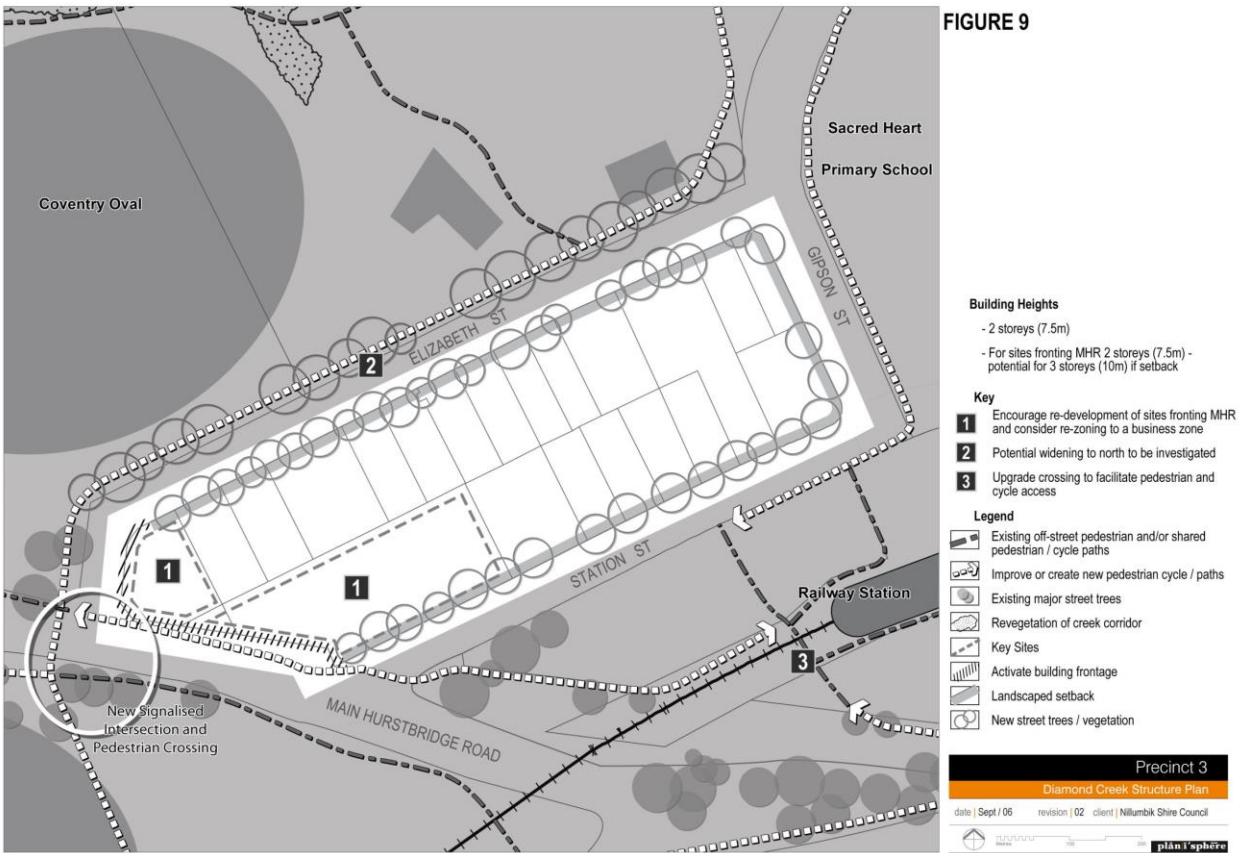 FIGURE 9
Sacred Heart
Primary School
Coventry Oval
GIPSON ST
ELIZABETH ST
2
1
1
STATION ST
Railway Station
3
MAIN HURSTBRIDGE ROAD
New Signalised
Intersection and
Pedestrian Crossing
Building Heights
- 2 storeys (7.5m)
- For sites fronting MHR 2 storeys (7.5m) -
potential for 3 storeys (10m) if setback
Key
1 Encourage re-development of sites fronting MHR
and consider re-zoning to a business zone
2 Potential widening to north to be investigated
3 Upgrade crossing to facilitate pedestrian and
cycle access
Legend
Existing off-street pedestrian and/or shared
pedestrian / cycle paths
Improve or create new pedestrian cycle / paths
Existing major street trees
Revegetation of creek corridor
Key Sites
Activate building frontage
Landscaped setback
New street trees / vegetation
Precinct 3
Diamond Creek Structure Plan
date | Sept / 06 revision | 02 client | Nillumbik Shire Council
plan i'sphere